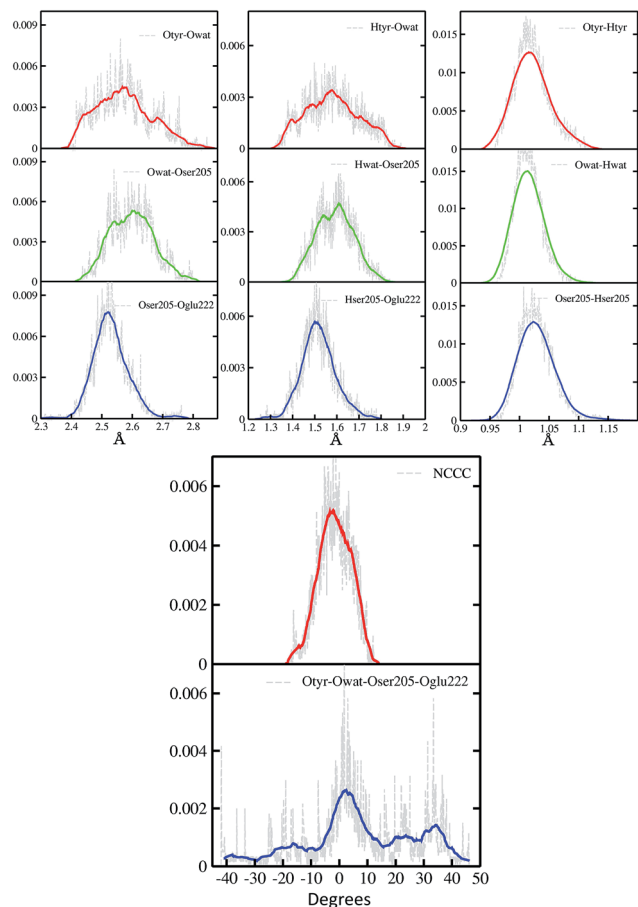 0.009
Otyr-Owat
0.006
0.003
0
0.006
Htyr-Owat
0.003
0
0.015
Otyr-Htyr
0.01
0.005
0
0.009
Owat-Oser205
0.006
0.003
0
0.006
Hwat-Oser205
0.003
0
0.015
Owat-Hwat
0.01
0.005
0
0.009
Oser205-Oglu222
0.006
0.003
0
2.3 2.4 2.5 2.6 2.7 2.8
Å
0.006
Hser205-Oglu222
0.003
0
1.2 1.3 1.4 1.5 1.6 1.7 1.8 1.9 2
Å
0.015
Oser205-Hser205
0.01
0.005
0
0.9 0.95 1 1.05 1.1 1.15
Å
0.006
NCCC
0.004
0.002
0
0.006
Otyr-Owat-Oser205-Oglu222
0.004
0.002
0
-40 -30 -20 -10 0 10 20 30 40 50
Degrees